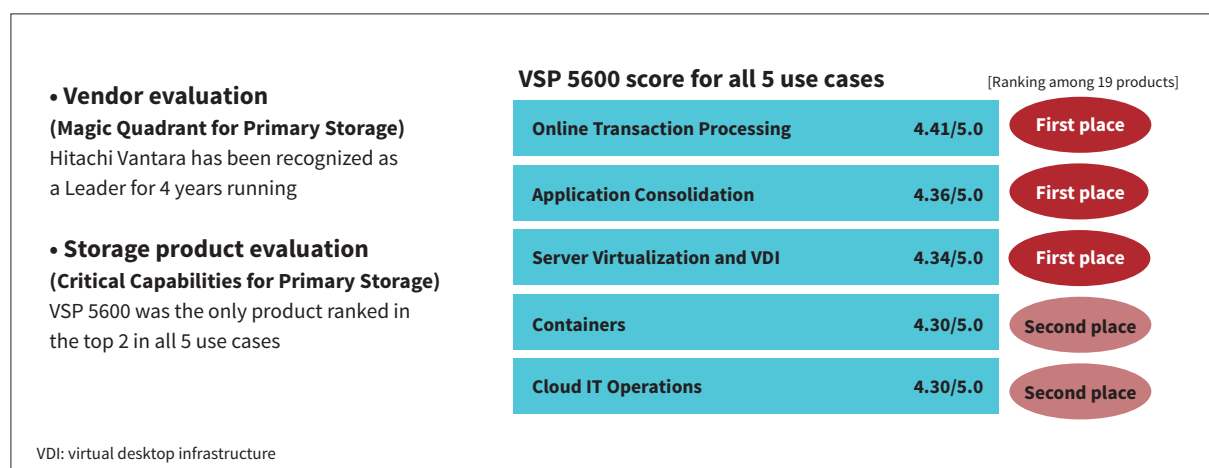 • Vendor evaluation
(Magic Quadrant for Primary Storage)
Hitachi Vantara has been recognized as
a Leader for 4 years running
• Storage product evaluation
(Critical Capabilities for Primary Storage)
VSP 5600 was the only product ranked in
the top 2 in all 5 use cases
VSP 5600 score for all 5 use cases
[Ranking among 19 products]
Online Transaction Processing 4.41/5.0 First place
Application Consolidation 4.36/5.0 First place
Server Virtualization and VDI 4.34/5.0 First place
Containers 4.30/5.0 Second place
Cloud IT Operations 4.30/5.0 Second place
VDI: virtual desktop infrastructure